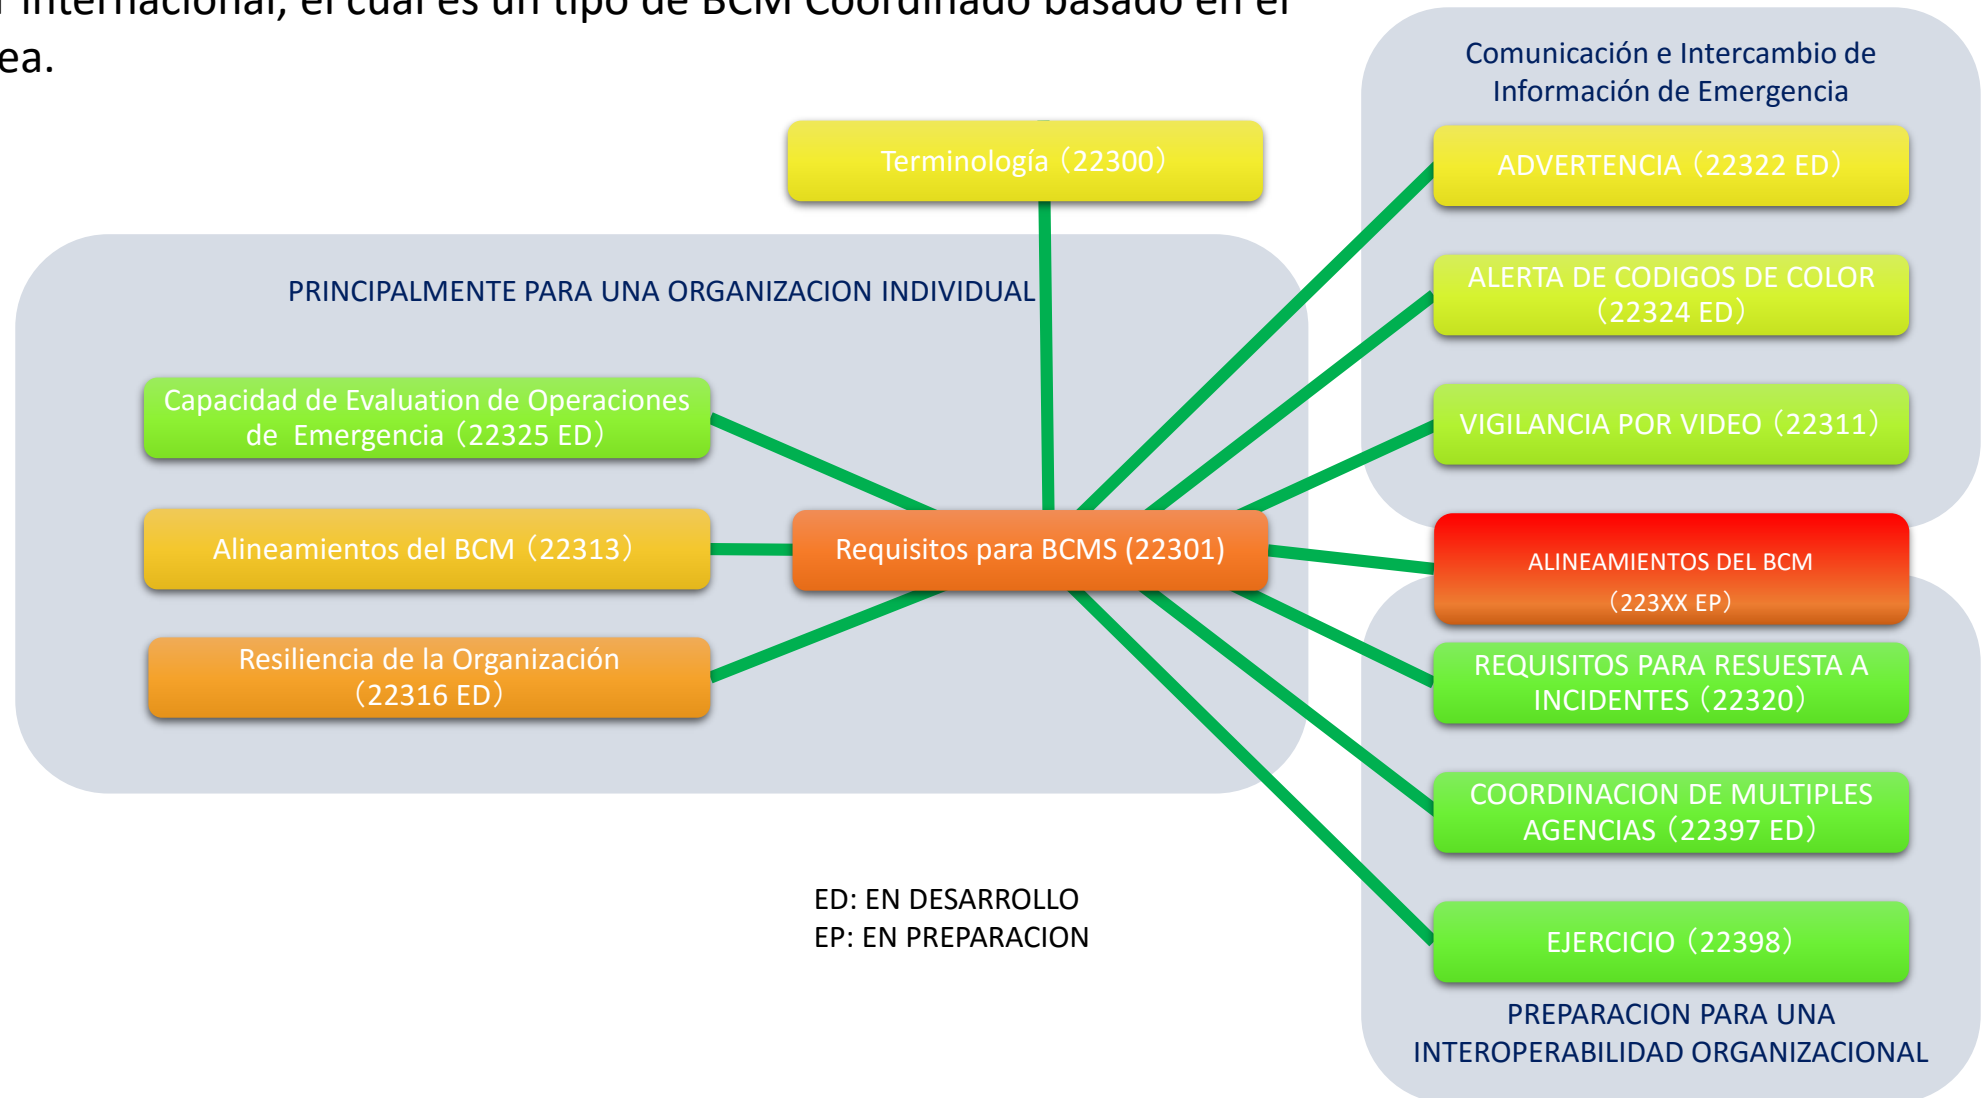 internacional, el cual es un tipo de BCM Coordinado basado en el
ea.
Comunicación e Intercambio de
Información de Emergencia
Terminología（22300）
ADVERTENCIA（22322 ED）
ALERTA DE CODIGOS DE COLOR
（22324 ED）
VIGILANCIA POR VIDEO（22311）
PRINCIPALMENTE PARA UNA ORGANIZACION INDIVIDUAL
Capacidad de Evaluation de Operaciones
de Emergencia（22325 ED）
Alineamientos del BCM（22313）
Requisitos para BCMS (22301)
Resiliencia de la Organización
（22316 ED）
ALINEAMIENTOS DEL BCM
（223XX EP）
REQUISITOS PARA RESUESTA A
INCIDENTES（22320）
COORDINACION DE MULTIPLES
AGENCIAS（22397 ED）
EJERCICIO（22398）
PREPARACION PARA UNA
INTEROPERABILIDAD ORGANIZACIONAL
ED: EN DESARROLLO
EP: EN PREPARACION